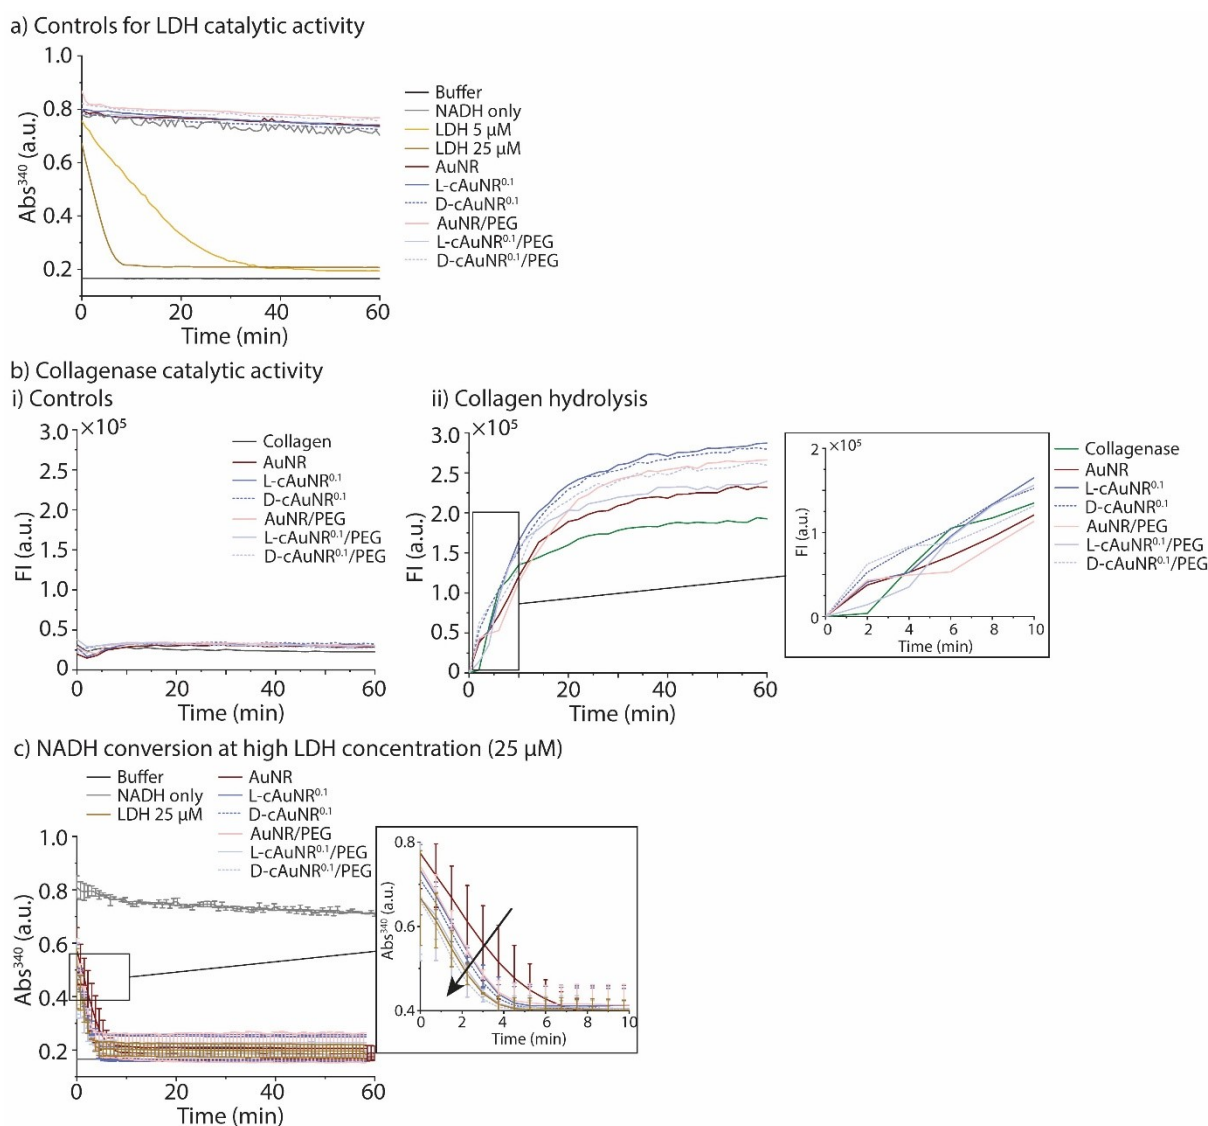 a) Controls for LDH catalytic activity
1.0
0.8
0.6
0.4
0.2
Abs³⁴⁰ (a.u.)
0 20 40 60
Time (min)
Buffer
NADH only
LDH 5 μM
LDH 25 μM
AuNR
L-cAuNR⁰·¹
D-cAuNR⁰·¹
AuNR/PEG
L-cAuNR⁰·¹/PEG
D-cAuNR⁰·¹/PEG
b) Collagenase catalytic activity
i) Controls
3.0 ×10⁵
2.5
2.0
1.5
1.0
0.5
0
FI (a.u.)
0 20 40 60
Time (min)
Collagen
AuNR
L-cAuNR⁰·¹
D-cAuNR⁰·¹
AuNR/PEG
L-cAuNR⁰·¹/PEG
D-cAuNR⁰·¹/PEG
ii) Collagen hydrolysis
3.0 ×10⁵
2.5
2.0
1.5
1.0
0.5
0
FI (a.u.)
0 20 40 60
Time (min)
2 ×10⁵
1
0
FI (a.u.)
0 2 4 6 8 10
Time (min)
Collagenase
AuNR
L-cAuNR⁰·¹
D-cAuNR⁰·¹
AuNR/PEG
L-cAuNR⁰·¹/PEG
D-cAuNR⁰·¹/PEG
c) NADH conversion at high LDH concentration (25 μM)
Buffer
NADH only
LDH 25 μM
AuNR
L-cAuNR⁰·¹
D-cAuNR⁰·¹
AuNR/PEG
L-cAuNR⁰·¹/PEG
D-cAuNR⁰·¹/PEG
1.0
0.8
0.6
0.4
0.2
Abs³⁴⁰ (a.u.)
0 20 40 60
Time (min)
0.8
0.6
0.4
Abs³⁴⁰ (a.u.)
0 2 4 6 8 10
Time (min)